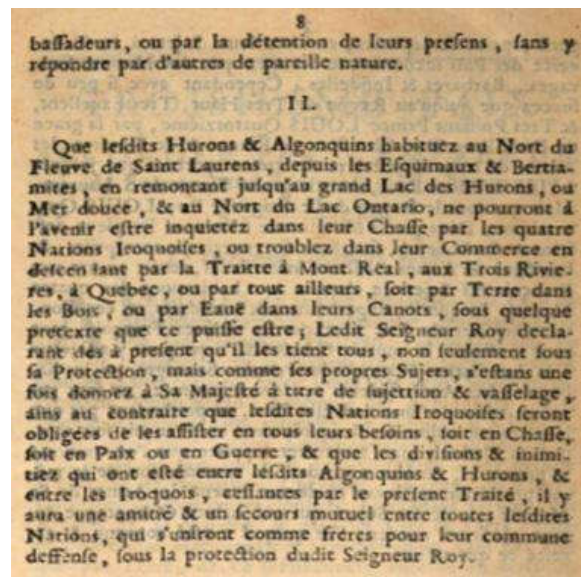 8
baſſadeurs, ou par la détention de leurs preſens, ſans y
répondre par d'autres de pareille nature.
II.
Que leſdits Hurons & Algonquins habituez au Nort du
Fleuve de Saint Laurens, depuis les Eſquimaux & Bertia-
mites, en remontant juſqu'au grand Lac des Hurons, ou
Mer douce, & au Nort du Lac Ontario, ne pourront à
l'avenir eſtre inquietéz dans leur Chaſſe par les quatre
Nations Iroquoiſes, ou troublez dans leur Commerce en
deſcendant par la Traitte à Mont Real, aux Trois Rivie-
res, à Quebec, ou par tout ailleurs, ſoit par Terre dans
les Bois, ou par Eauë dans leurs Canots, ſous quelque
pretexte que ce puiſſe eſtre; Ledit Seigneur Roy decla-
rant dés à preſent qu'il les tient tous, non ſeulement ſous
ſa Protection, mais comme ſes propres Sujets, s'eſtans une
fois donnez à Sa Majeſté à titre de ſujettion & vaſſelage,
ains au contraire que leſdites Nations Iroquoiſes ſeront
obligées de les aſſiſter en tous leurs beſoins, ſoit en Chaſſe,
ſoit en Paix ou en Guerre, & que les diviſions & inimi-
tiez qui ont eſté entre leſdits Algonquins & Hurons, &
entre les Iroquois, ceſſantes par le preſent Traité, il y
aura une amitié & un ſecours mutuel entre toutes leſdites
Nations, qui s'uniront comme fréres pour leur commune
deffenſe, ſous la protection dudit Seigneur Roy.